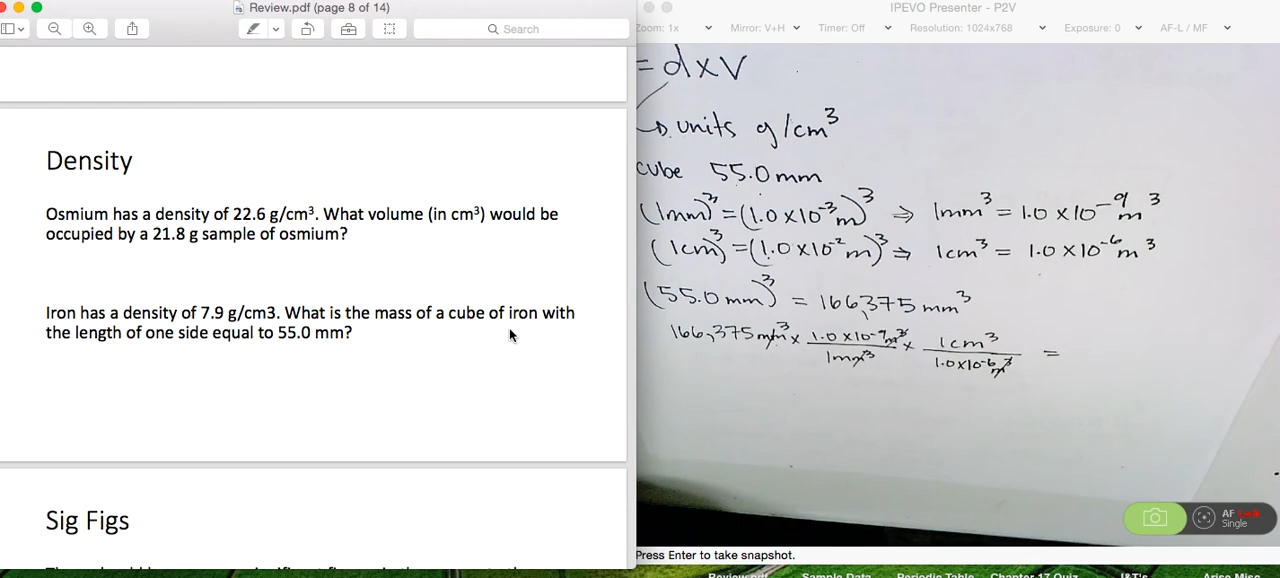 Review.pdf (page 8 of 14)
Search
Density
Osmium has a density of 22.6 g/cm³. What volume (in cm³) would be
occupied by a 21.8 g sample of osmium?
Iron has a density of 7.9 g/cm3. What is the mass of a cube of iron with
the length of one side equal to 55.0 mm?
Sig Figs
IPEVO Presenter - P2V
Zoom: 1x
Mirror: V+H
Timer: Off
Resolution: 1024x768
Exposure: 0
AF-L / MF
= d x V
→ units g/cm³
cube 55.0 mm
(1mm)³ = (1.0 x 10⁻³ m)³ ⇒ 1mm³ = 1.0 x 10⁻⁹ m³
(1cm)³ = (1.0 x 10⁻² m)³ ⇒ 1cm³ = 1.0 x 10⁻⁶ m³
(55.0 mm)³ = 166,375 mm³
166,375 mm³ x 1.0 x 10⁻⁹ m³ / 1mm³ x 1cm³ / 1.0 x 10⁻⁶ m³ =
AF
Single
Press Enter to take snapshot.
Review.pdf
Sample Data
Periodic Table
Chapter 17 Quiz
J&T's
Arise Misc